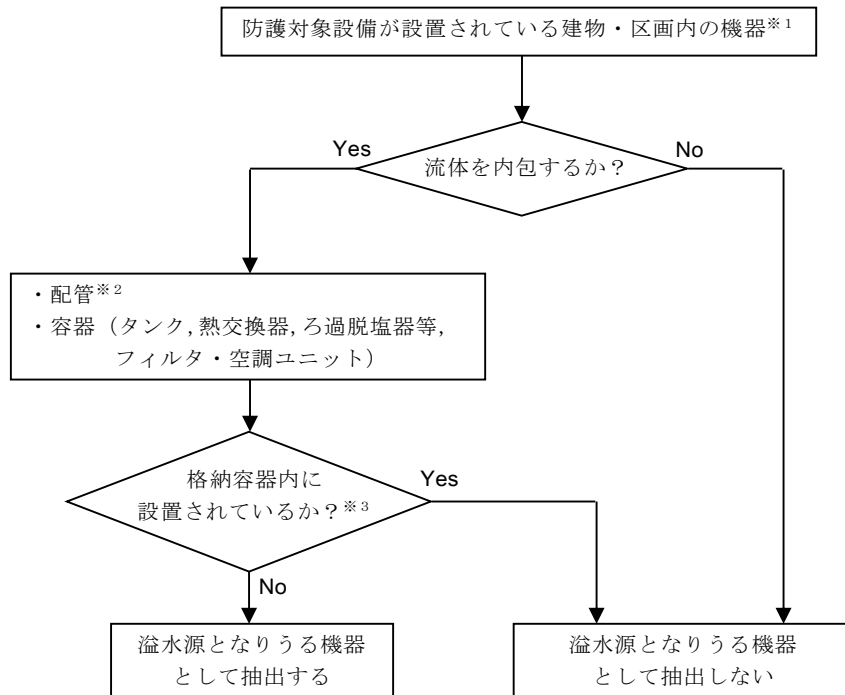 防護対象設備が設置されている建物・区画内の機器※1
Yes
No
流体を内包するか？
・配管※2
・容器（タンク,熱交換器,ろ過脱塩器等,
フィルタ・空調ユニット）
格納容器内に
設置されているか？※3
Yes
No
溢水源となりうる機器
として抽出する
溢水源となりうる機器
として抽出しない